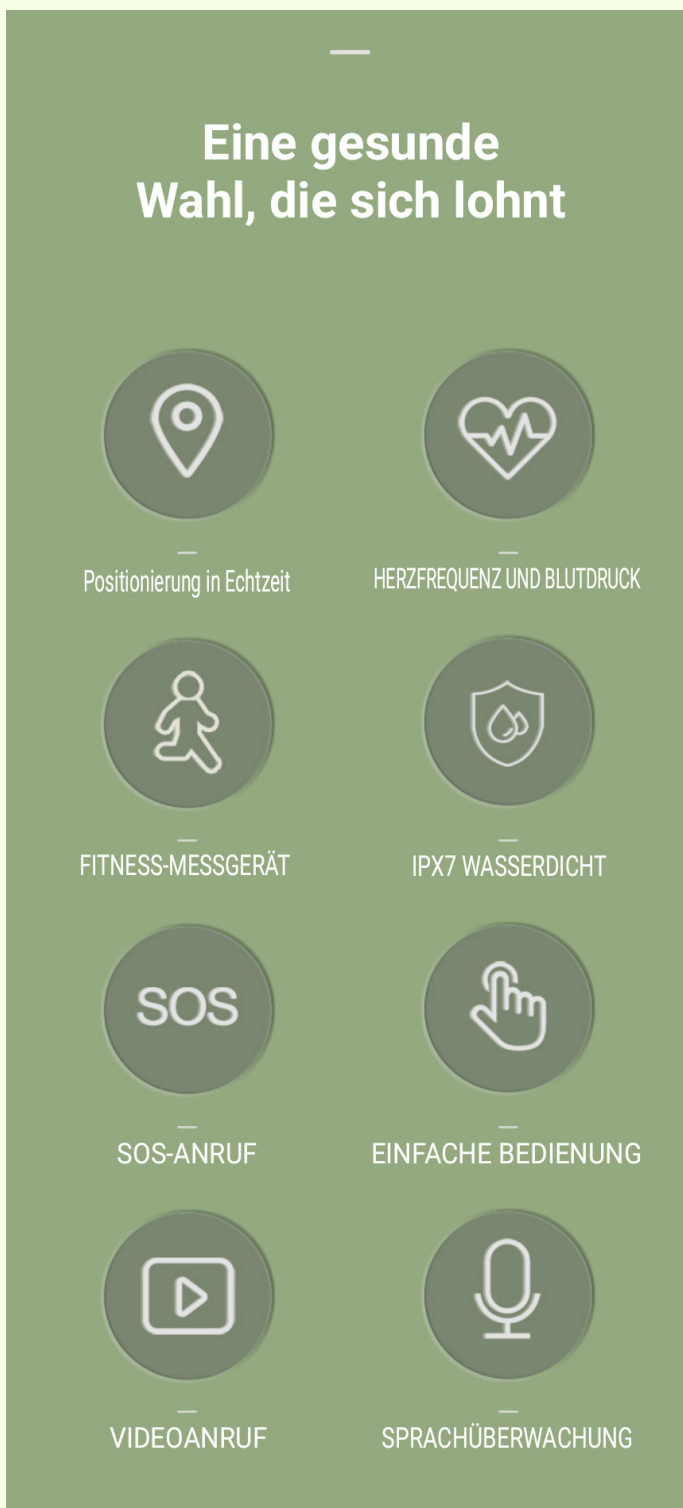 Eine gesunde
Wahl, die sich lohnt
Positionierung in Echtzeit
HERZFREQUENZ UND BLUTDRUCK
FITNESS-MESSGERÄT
IPX7 WASSERDICHT
SOS
SOS-ANRUF
EINFACHE BEDIENUNG
VIDEOANRUF
SPRACHÜBERWACHUNG